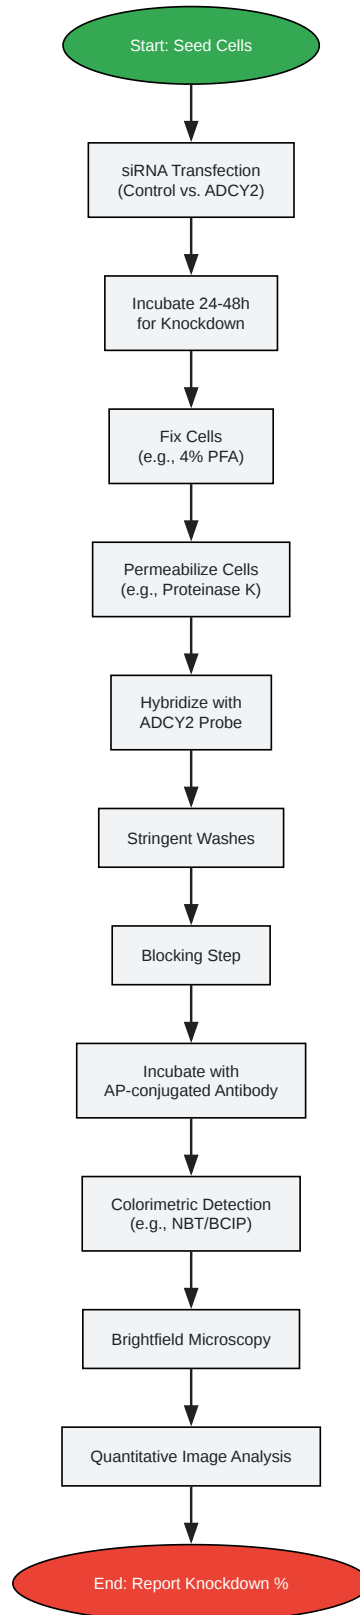 Start: Seed Cells
siRNA Transfection
(Control vs. ADCY2)
Incubate 24-48h
for Knockdown
Fix Cells
(e.g., 4% PFA)
Permeabilize Cells
(e.g., Proteinase K)
Hybridize with
ADCY2 Probe
Stringent Washes
Blocking Step
Incubate with
AP-conjugated Antibody
Colorimetric Detection
(e.g., NBT/BCIP)
Brightfield Microscopy
Quantitative Image Analysis
End: Report Knockdown %